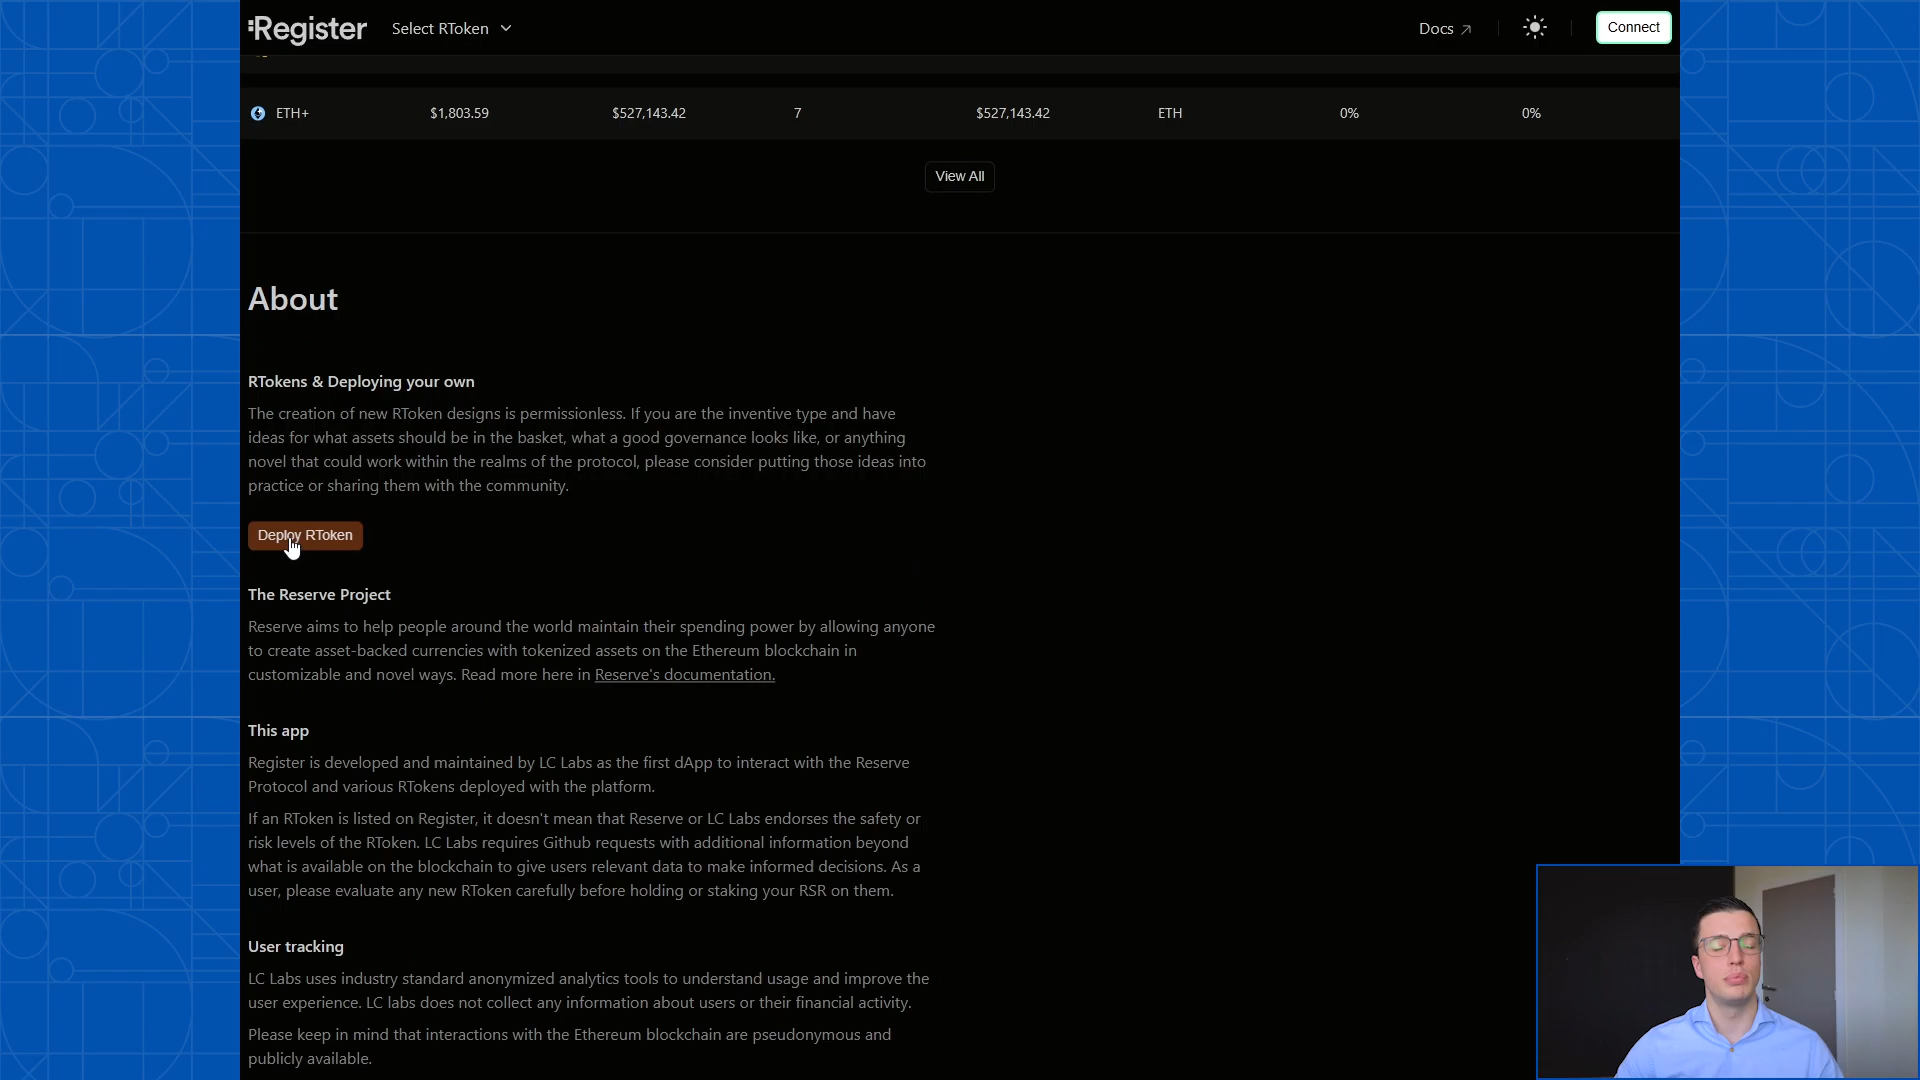 Register
Select RToken
Docs
Connect
ETH+ $1,803.59 $527,143.42 7 $527,143.42 ETH 0% 0%
View All
About
RTokens & Deploying your own
The creation of new RToken designs is permissionless. If you are the inventive type and have
ideas for what assets should be in the basket, what a good governance looks like, or anything
novel that could work within the realms of the protocol, please consider putting those ideas into
practice or sharing them with the community.
Deploy RToken
The Reserve Project
Reserve aims to help people around the world maintain their spending power by allowing anyone
to create asset-backed currencies with tokenized assets on the Ethereum blockchain in
customizable and novel ways. Read more here in Reserve's documentation.
This app
Register is developed and maintained by LC Labs as the first dApp to interact with the Reserve
Protocol and various RTokens deployed with the platform.
If an RToken is listed on Register, it doesn't mean that Reserve or LC Labs endorses the safety or
risk levels of the RToken. LC Labs requires Github requests with additional information beyond
what is available on the blockchain to give users relevant data to make informed decisions. As a
user, please evaluate any new RToken carefully before holding or staking your RSR on them.
User tracking
LC Labs uses industry standard anonymized analytics tools to understand usage and improve the
user experience. LC labs does not collect any information about users or their financial activity.
Please keep in mind that interactions with the Ethereum blockchain are pseudonymous and
publicly available.